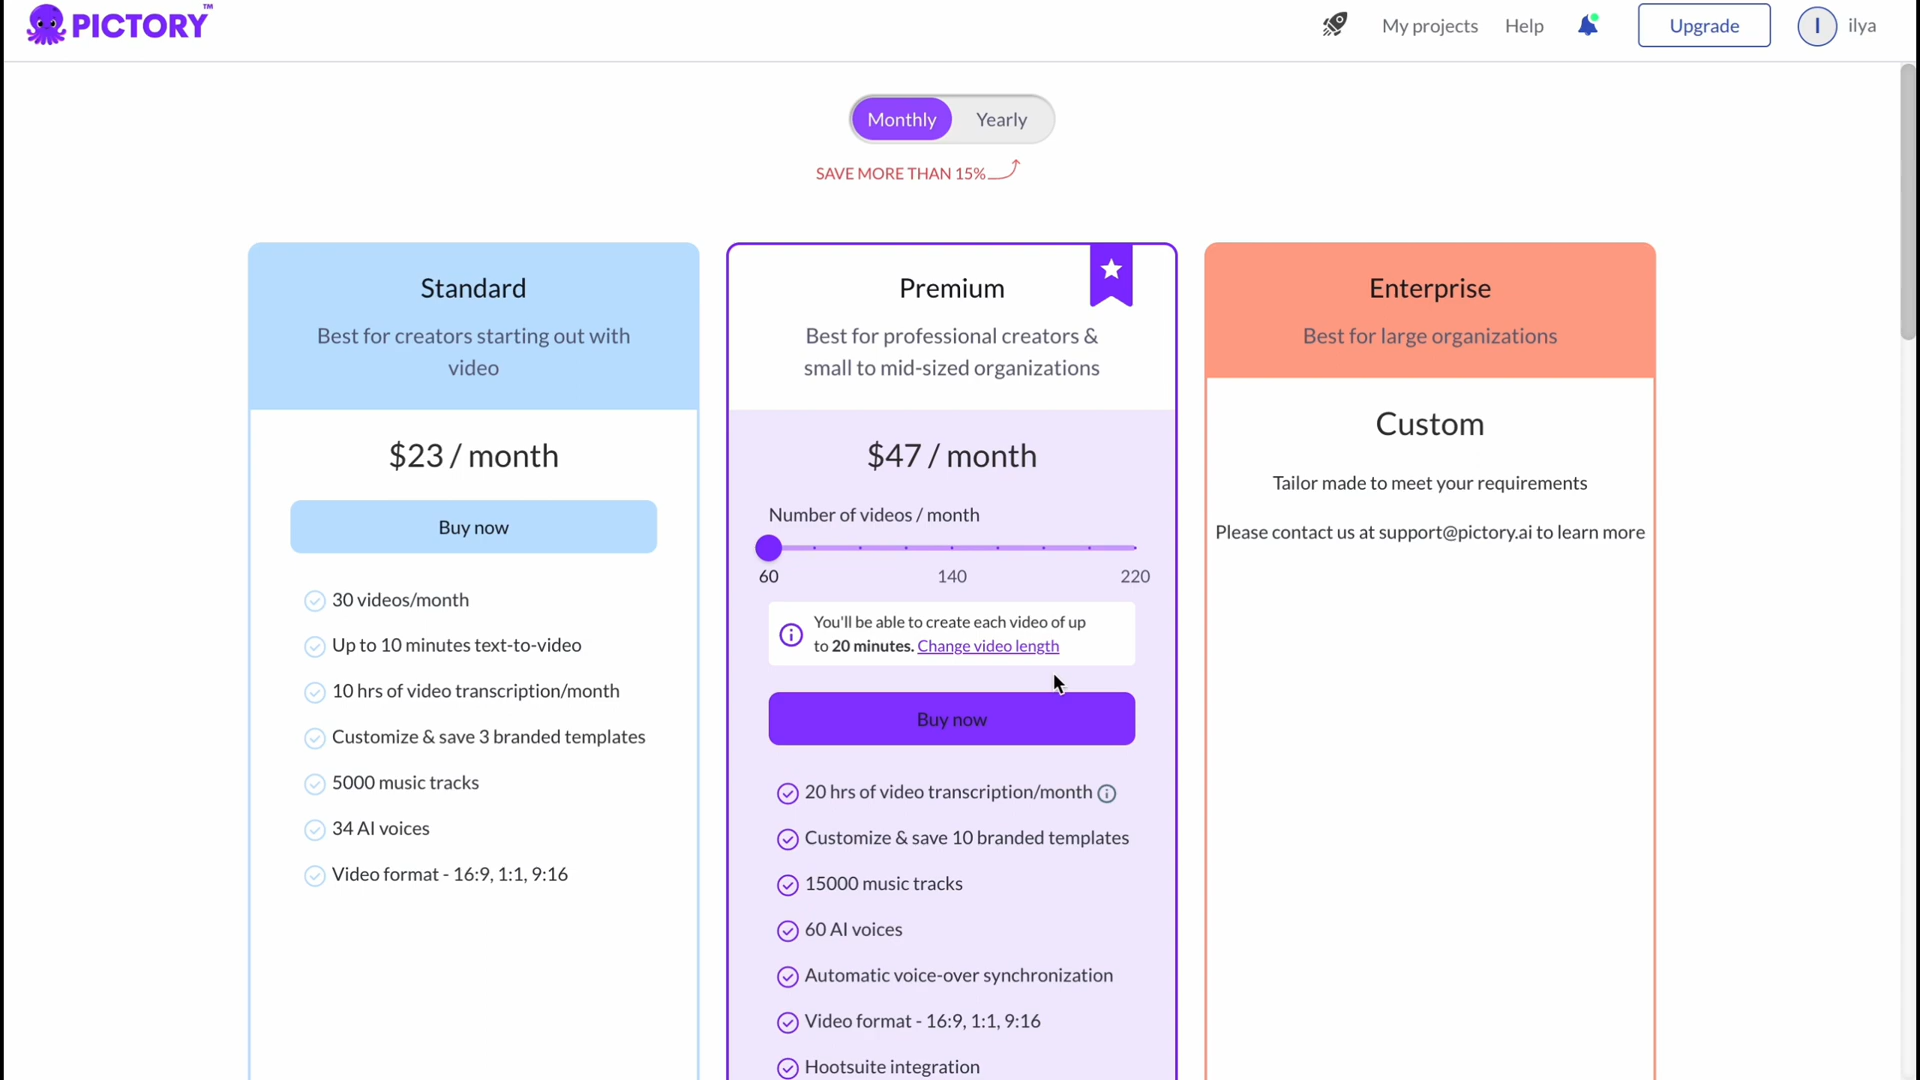 PICTORY™
My projects
Help
Upgrade
I
ilya
Monthly
Yearly
SAVE MORE THAN 15%
Standard
Best for creators starting out with
video
$23 / month
Buy now
30 videos/month
Up to 10 minutes text-to-video
10 hrs of video transcription/month
Customize & save 3 branded templates
5000 music tracks
34 AI voices
Video format - 16:9, 1:1, 9:16
Premium
Best for professional creators &
small to mid-sized organizations
$47 / month
Number of videos / month
60 140 220
You'll be able to create each video of up
to 20 minutes. Change video length
Buy now
20 hrs of video transcription/month
Customize & save 10 branded templates
15000 music tracks
60 AI voices
Automatic voice-over synchronization
Video format - 16:9, 1:1, 9:16
Hootsuite integration
Enterprise
Best for large organizations
Custom
Tailor made to meet your requirements
Please contact us at support@pictory.ai to learn more